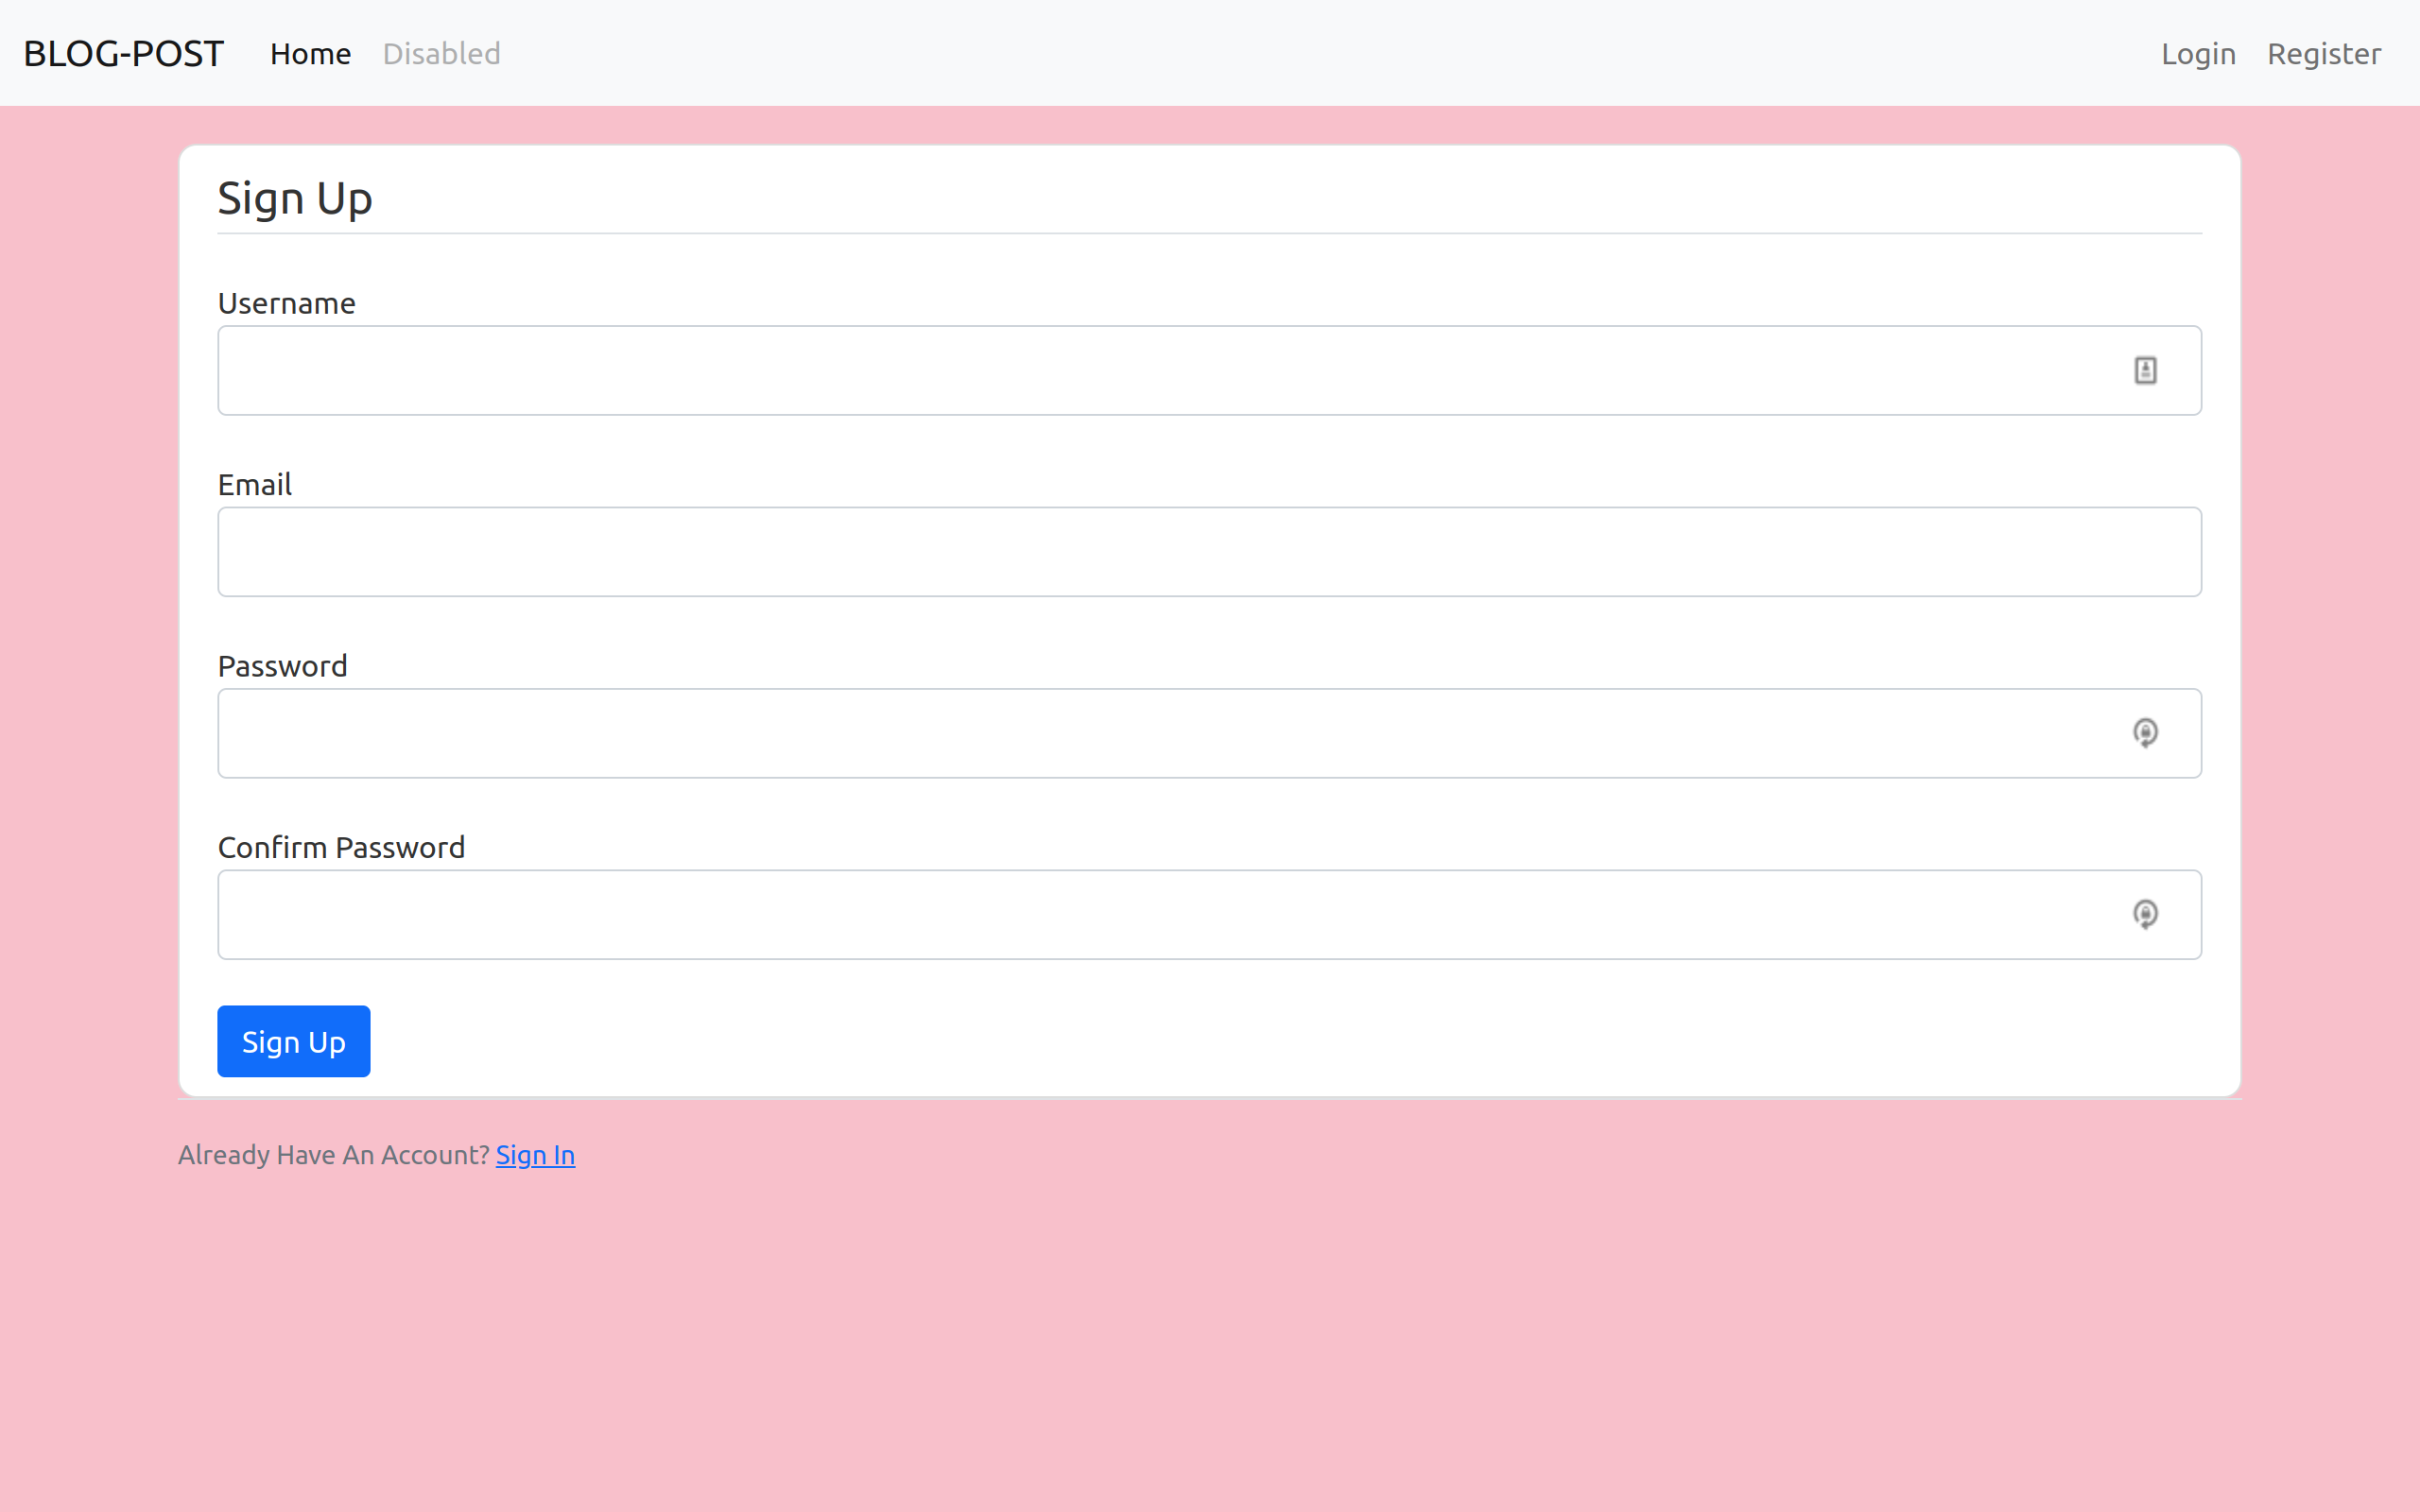 BLOG-POST Home Disabled Login Register
Sign Up
Username
Email
Password
Confirm Password
Sign Up
Already Have An Account? Sign In